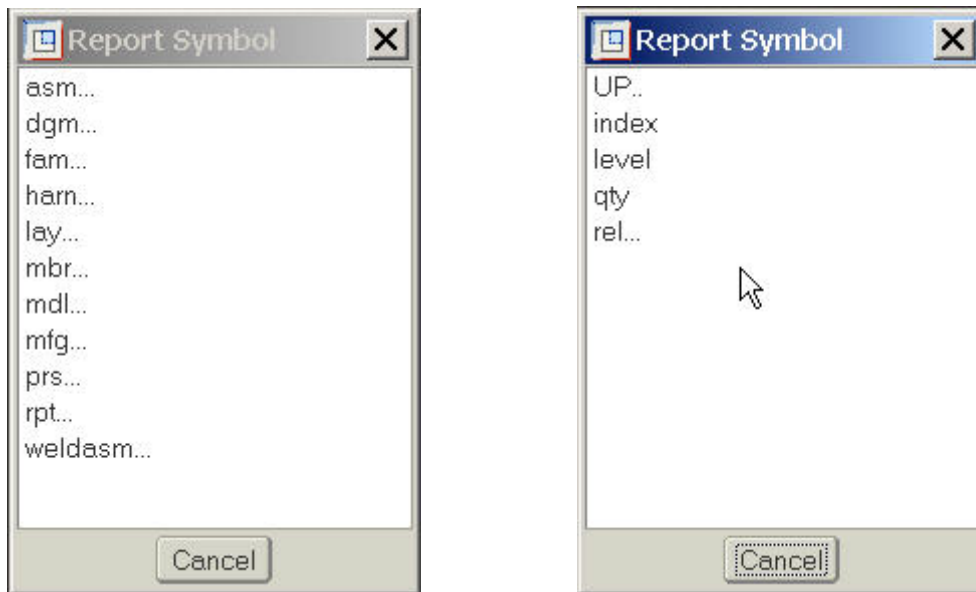 Report Symbol
asm...
dgm...
fam...
harn...
lay...
mbr...
mdl...
mfg...
prs...
rpt...
weldasm...
Cancel
Report Symbol
UP..
index
level
qty
rel...
Cancel